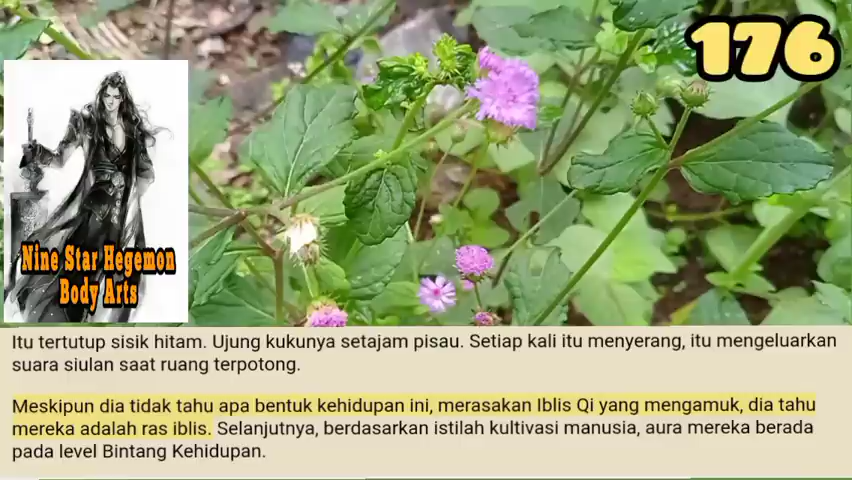 176
Nine Star Hegemon
Body Arts
Itu tertutup sisik hitam. Ujung kukunya setajam pisau. Setiap kali itu menyerang, itu mengeluarkan
suara siulan saat ruang terpotong.
Meskipun dia tidak tahu apa bentuk kehidupan ini, merasakan Iblis Qi yang mengamuk, dia tahu
mereka adalah ras iblis. Selanjutnya, berdasarkan istilah kultivasi manusia, aura mereka berada
pada level Bintang Kehidupan.